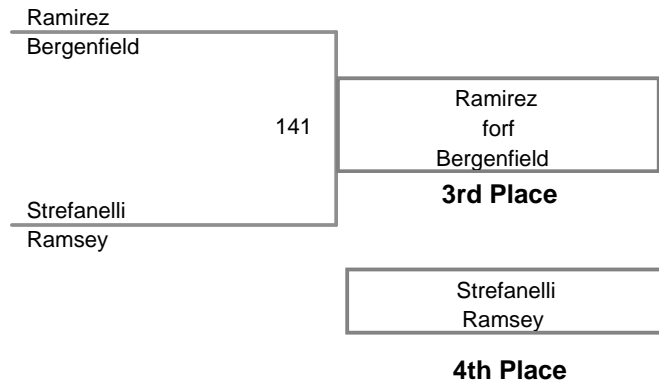 Ramirez
Bergenfield
141
Ramirez
forf
Bergenfield
3rd Place
Strefanelli
Ramsey
Strefanelli
Ramsey
4th Place